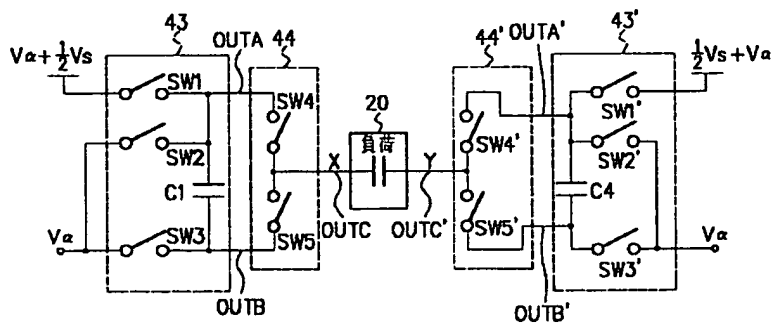 43
OUTA
44
44'
OUTA'
43'
Vα+½Vs
½Vs+Vα
SW1
SW4
20
負荷
SW1'
SW2
SW4'
SW2'
X
Y
C1
C4
Vα
SW3
SW5
OUTC
OUTC'
SW5'
SW3'
Vα
OUTB
OUTB'